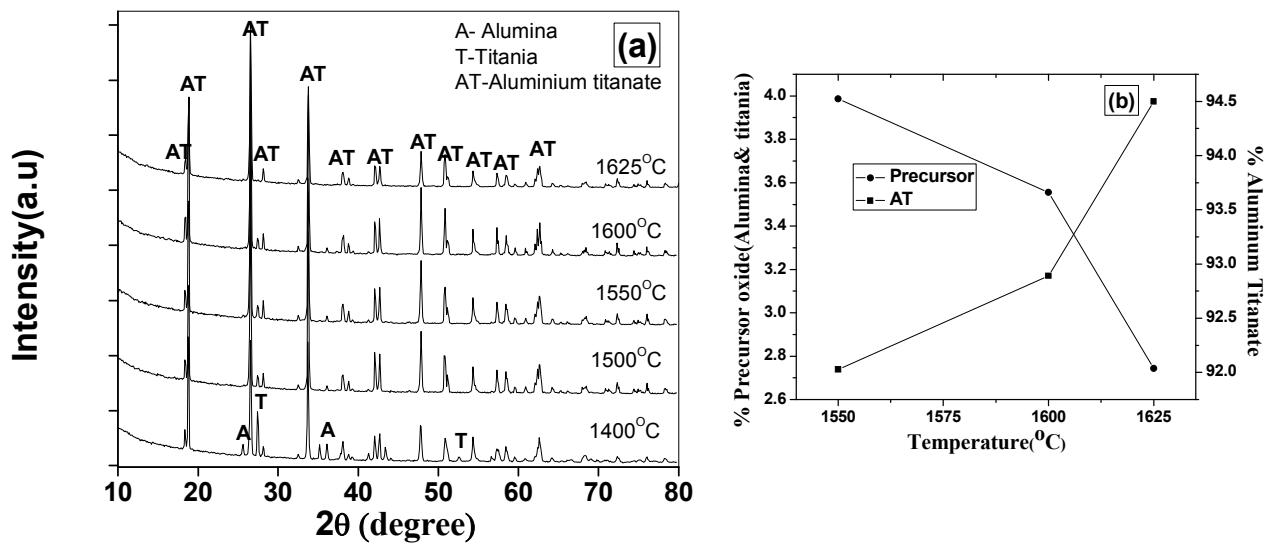 A- Alumina
T-Titania
AT-Aluminium titanate
(a)
AT
AT
AT
AT
AT
AT
AT
AT
AT
AT
AT
AT
1625°C
1600°C
1550°C
1500°C
1400°C
A
T
A
T
Intensity(a.u)
10 20 30 40 50 60 70 80
2θ (degree)
(b)
Precursor
AT
% Precursor oxide(Alumina& titania)
4.0
3.8
3.6
3.4
3.2
3.0
2.8
2.6
1550 1575 1600 1625
Temperature(°C)
94.5
94.0
93.5
93.0
92.5
92.0
% Aluminum Titanate